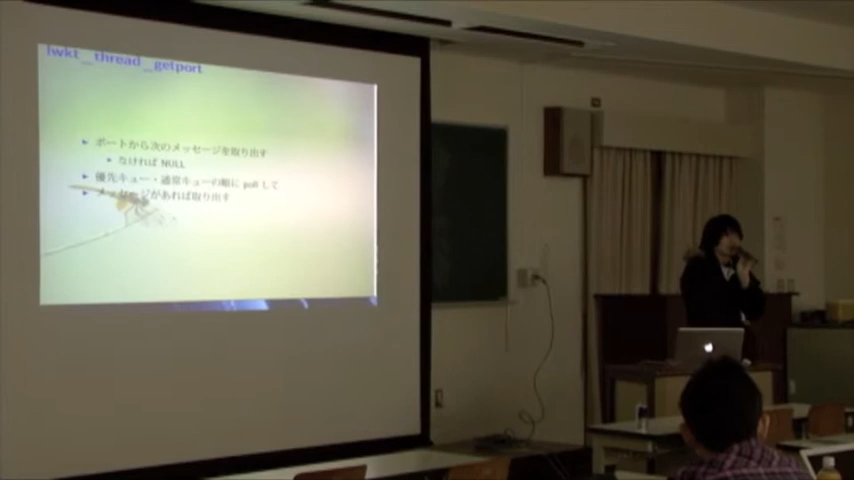 lwkt_thread_getport
ポートから次のメッセージを取り出す
なければ NULL
優先キュー・通常キューの順に poll して
メッセージがあれば取り出す